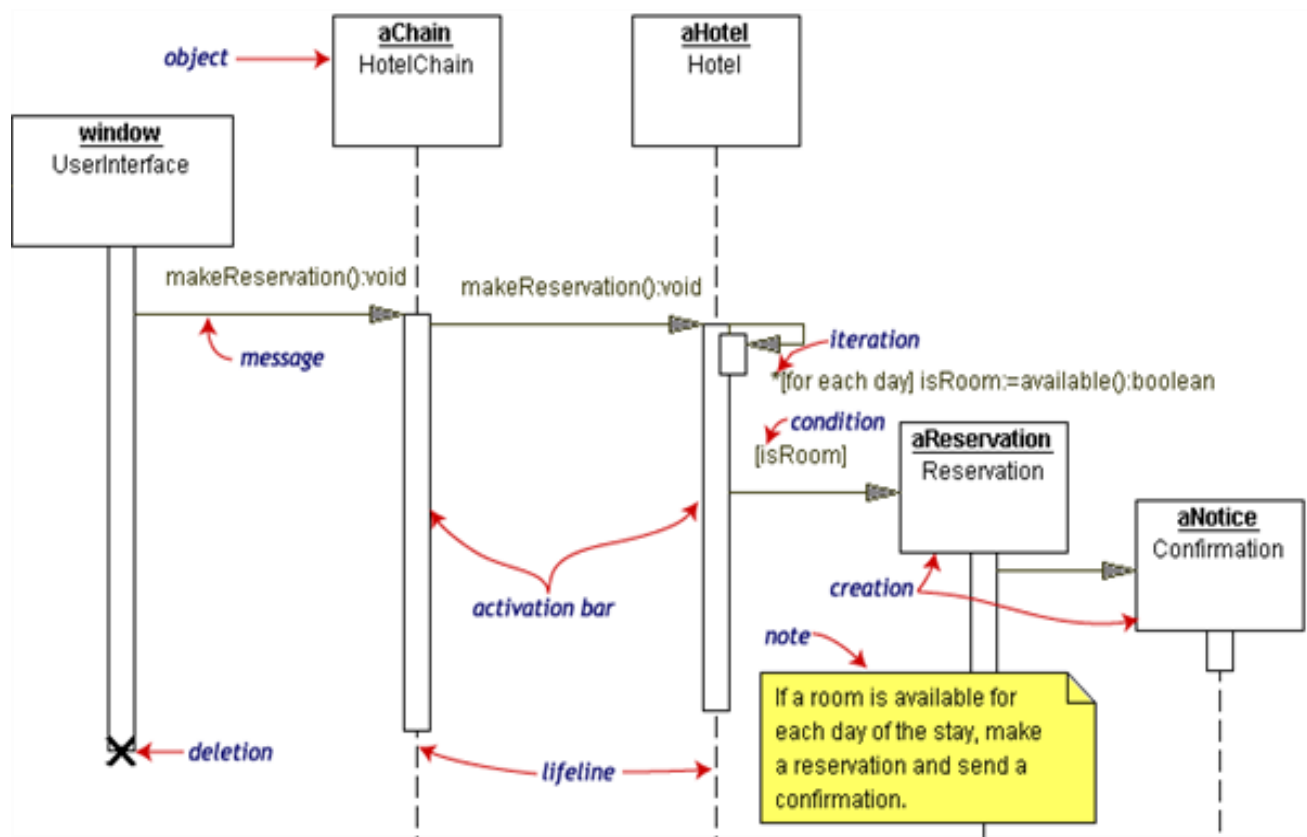 aChain
HotelChain
aHotel
Hotel
object
window
UserInterface
makeReservation():void
makeReservation():void
message
iteration
*[for each day] isRoom:=available():boolean
condition
[isRoom]
aReservation
Reservation
aNotice
Confirmation
activation bar
creation
note
If a room is available for
each day of the stay, make
a reservation and send a
confirmation.
deletion
lifeline